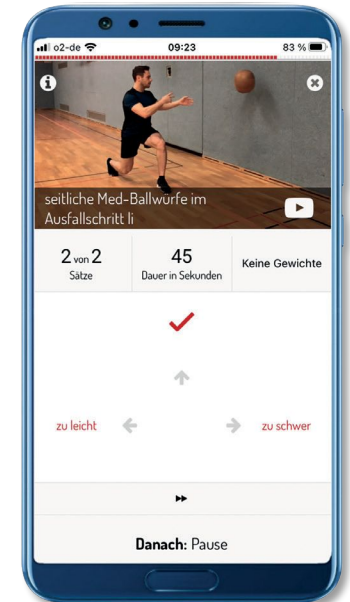 o2-de 09:23 83 %
seitliche Med-Ballwürfe im
Ausfallschritt li
2 von 2 45 Keine Gewichte
Sätze Dauer in Sekunden
zu leicht zu schwer
Danach: Pause